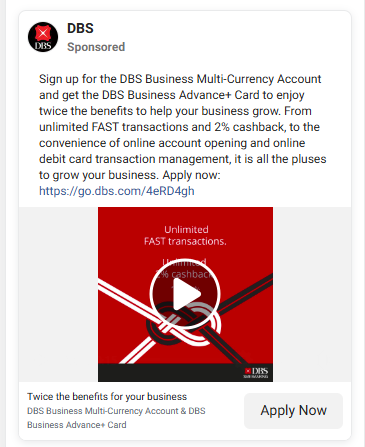 DBS
DBS
Sponsored
Sign up for the DBS Business Multi-Currency Account
and get the DBS Business Advance+ Card to enjoy
twice the benefits to help your business grow. From
unlimited FAST transactions and 2% cashback, to the
convenience of online account opening and online
debit card transaction management, it is all the pluses
to grow your business. Apply now:
https://go.dbs.com/4eRD4gh
Unlimited
FAST transactions.
Unlimited
2% cashback
DBS
Twice the benefits for your business
DBS Business Multi-Currency Account & DBS
Business Advance+ Card
Apply Now